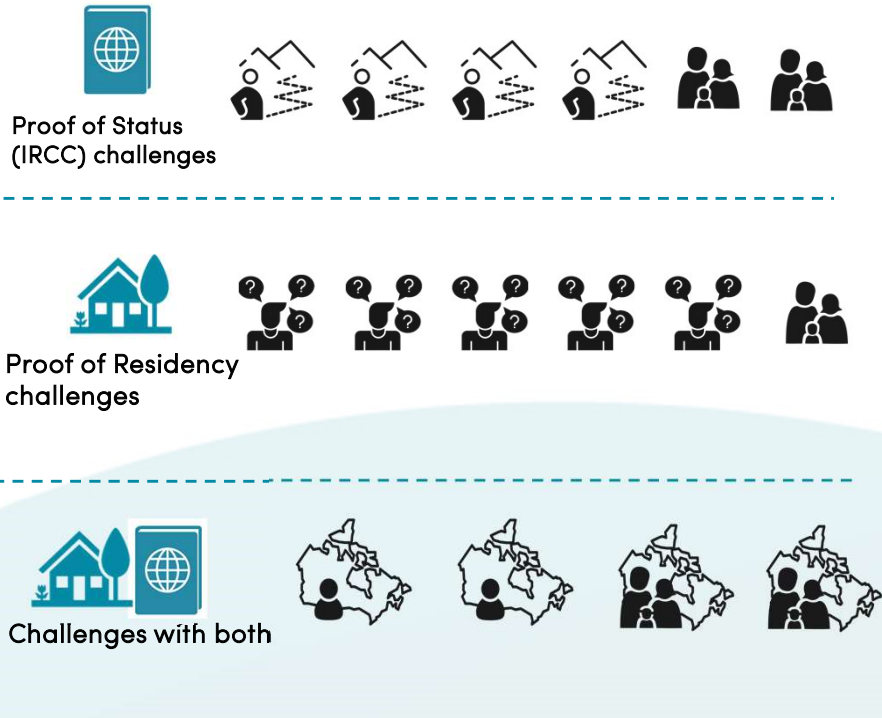 Proof of Status
(IRCC) challenges
? ? ?
? ? ?
? ? ?
? ? ?
? ? ?
Proof of Residency
challenges
Challenges with both